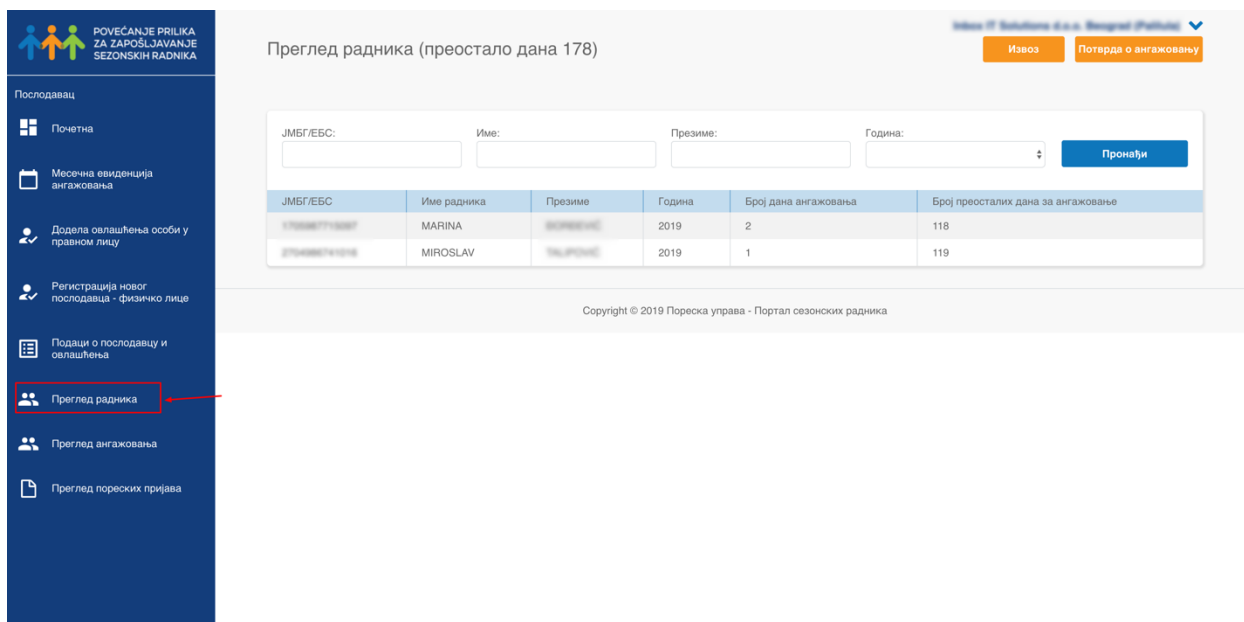 POVEĆANJE PRILIKA
ZA ZAPOŠLJAVANJE
SEZONSKIH RADNIKA
Послодавац
Почетна
Месечна евиденција
ангажовања
Додела овлашћења особи у
правном лицу
Регистрација новог
послодавца - физичко лице
Подаци о послодавцу и
овлашћења
Преглед радника
Преглед ангажовања
Преглед пореских пријава
Преглед радника (преостало дана 178)
Извоз
Потврда о ангажовању
ЈМБГ/ЕБС: Име: Презиме: Година:
Пронађи
ЈМБГ/ЕБС Име радника Презиме Година Број дана ангажовања Број преосталих дана за ангажовање
MARINA 2019 2 118
MIROSLAV 2019 1 119
Copyright © 2019 Пореска управа - Портал сезонских радника